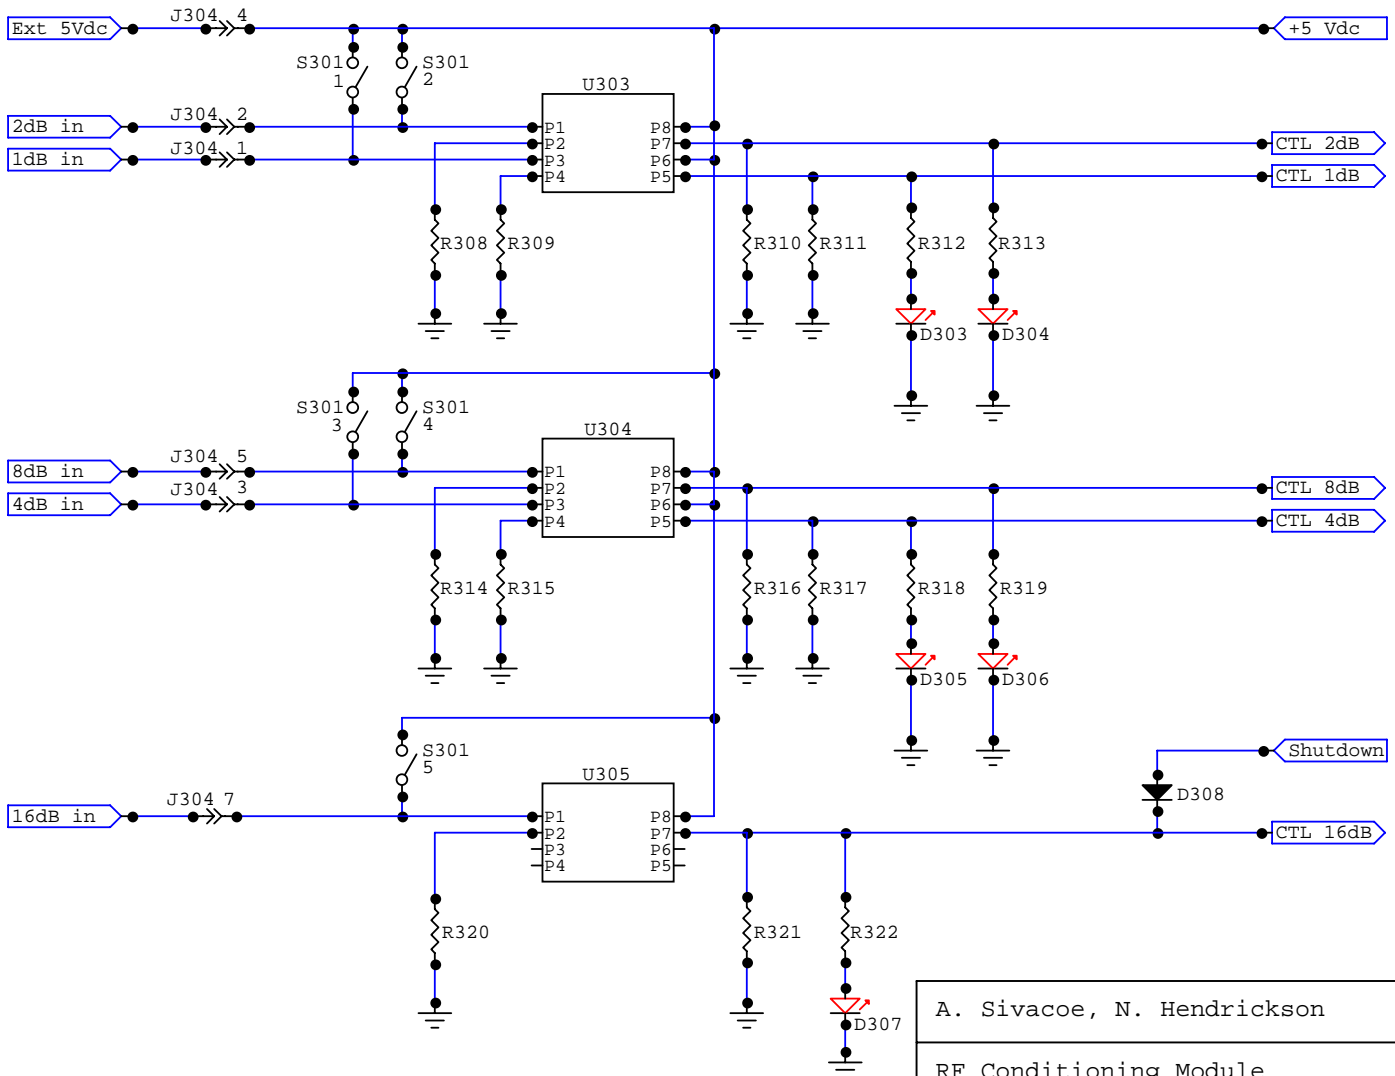 Ext 5Vdc
J304 4
+5 Vdc
S301
1
S301
2
U303
2dB in
J304 2
1dB in
J304 1
P1
P2
P3
P4
P8
P7
P6
P5
CTL 2dB
CTL 1dB
R308
R309
R310
R311
R312
R313
D303
D304
S301
3
S301
4
U304
8dB in
J304 5
4dB in
J304 3
P1
P2
P3
P4
P8
P7
P6
P5
CTL 8dB
CTL 4dB
R314
R315
R316
R317
R318
R319
D305
D306
S301
5
Shutdown
U305
D308
16dB in
J304 7
P1
P2
P3
P4
P8
P7
P6
P5
CTL 16dB
R320
R321
R322
D307
A. Sivacoe, N. Hendrickson
RF Conditioning Module